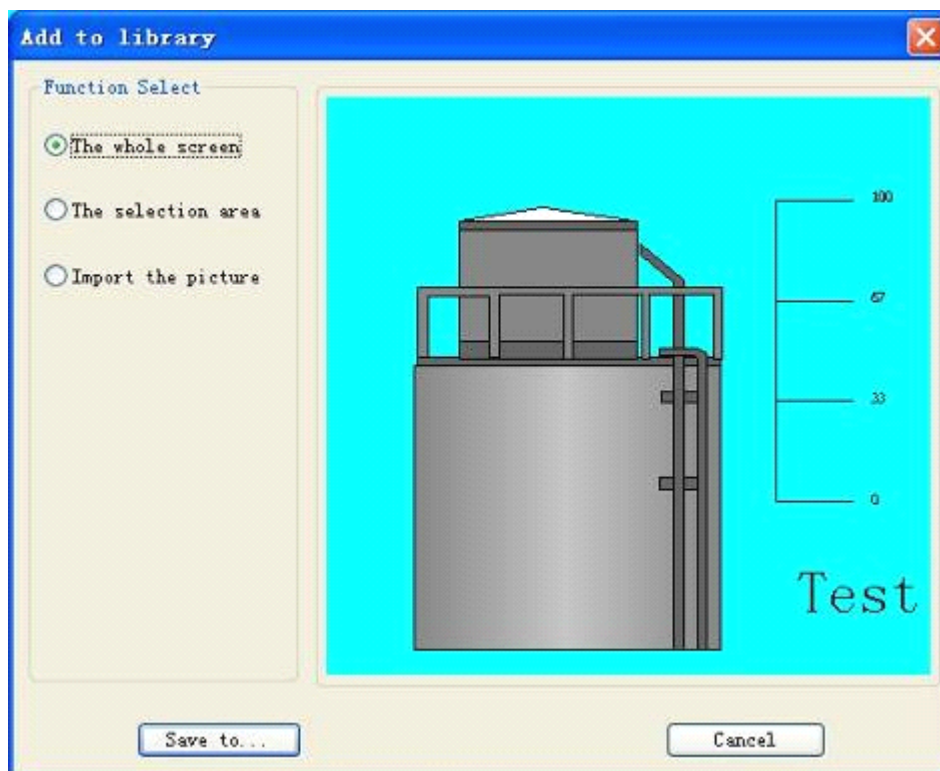 Add to library
Function Select
The whole screen
The selection area
Import the picture
100
67
33
0
Test
Save to...
Cancel